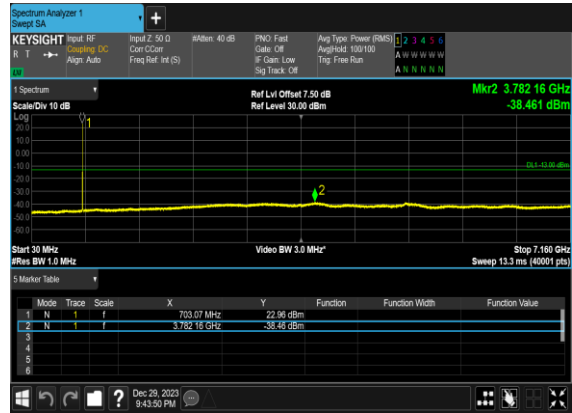 Spectrum Analyzer 1
Swept SA
+
KEYSIGHT Input: RF Input Z: 50 Ω #Atten: 40 dB PNO: Fast Avg Type: Power (RMS) 1 2 3 4 5 6
R T Coupling: DC Corr CCorr Gate: Off Avg|Hold: 100/100 A W W W W W
Align: Auto Freq Ref: Int (S) IF Gain: Low Trig: Free Run
LW Sig Track: Off A N N N N N
1 Spectrum Ref Lvl Offset 7.50 dB Mkr2 3.782 16 GHz
Scale/Div 10 dB Ref Level 30.00 dBm -38.461 dBm
Log
20.0
10.0
0.00
-10.0
-20.0
-30.0
-40.0
-50.0
-60.0
1
DL1 -13.00 dBm
2
Start 30 MHz Video BW 3.0 MHz* Stop 7.160 GHz
#Res BW 1.0 MHz Sweep 13.3 ms (40001 pts)
5 Marker Table
Mode Trace Scale X Y Function Function Width Function Value
1 N 1 f 703.07 MHz 22.96 dBm
2 N 1 f 3.782 16 GHz -38.46 dBm
3
4
5
6
? Dec 29, 2023
9:43:50 PM